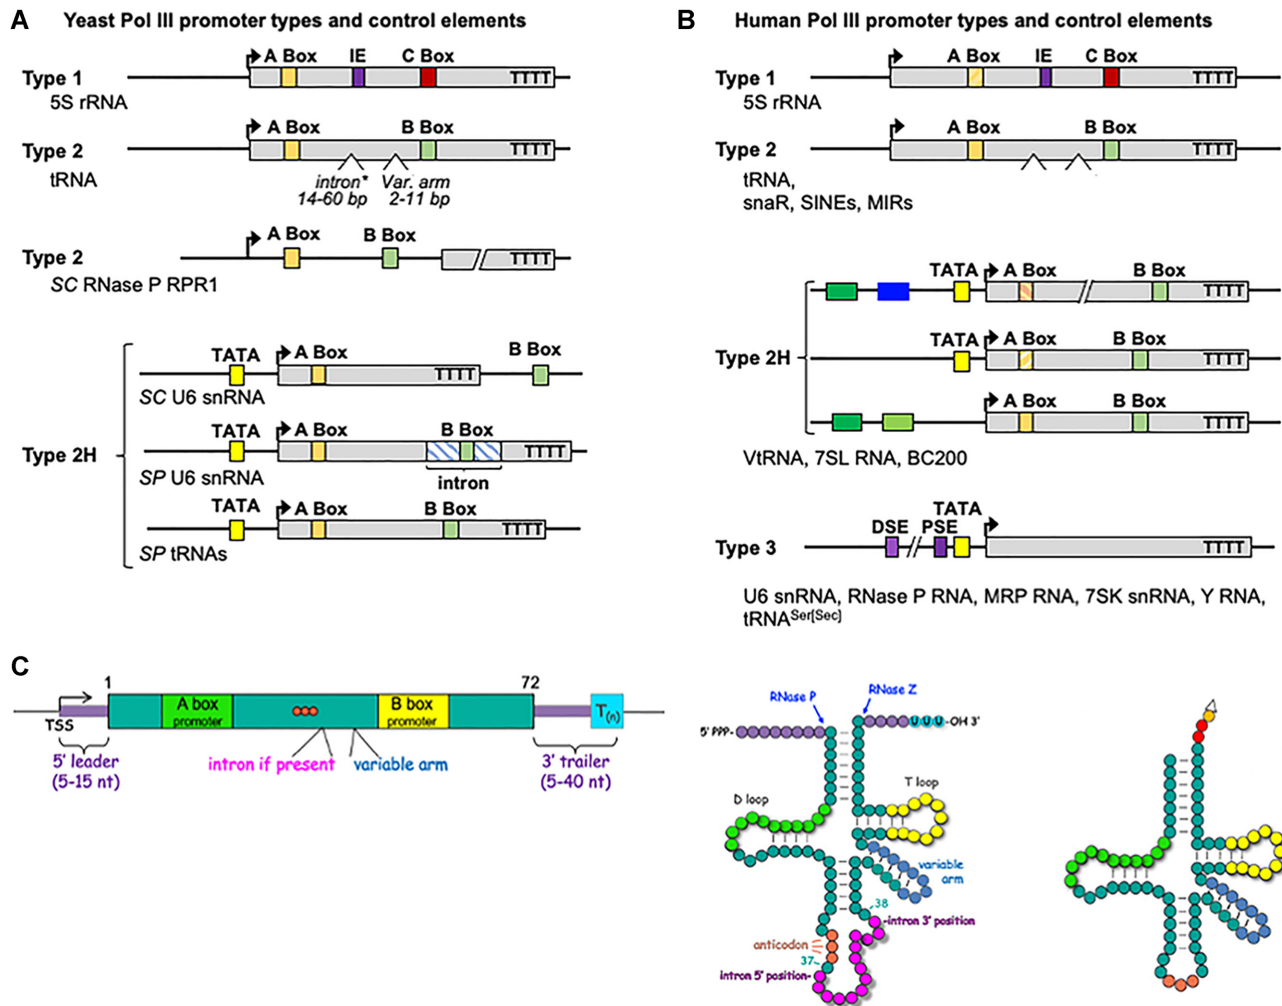 A
Yeast Pol III promoter types and control elements
A Box IE C Box
Type 1
TTTT
5S rRNA
A Box B Box
Type 2
TTTT
tRNA
intron* Var. arm
14-60 bp 2-11 bp
A Box B Box
Type 2
TTTT
SC RNase P RPR1
TATA A Box B Box
TTTT
SC U6 snRNA
TATA A Box B Box
Type 2H
TTTT
SP U6 snRNA
intron
TATA A Box B Box
TTTT
SP tRNAs
B
Human Pol III promoter types and control elements
A Box IE C Box
Type 1
TTTT
5S rRNA
A Box B Box
Type 2
TTTT
tRNA,
snaR, SINEs, MIRs
TATA A Box B Box
TTTT
TATA A Box B Box
Type 2H
TTTT
A Box B Box
TTTT
VtRNA, 7SL RNA, BC200
TATA
DSE PSE
Type 3
TTTT
U6 snRNA, RNase P RNA, MRP RNA, 7SK snRNA, Y RNA,
tRNASer[Sec]
C
1 72
A box B box T(n)
promoter promoter
TSS
5' leader intron if present variable arm 3' trailer
(5-15 nt) (5-40 nt)
RNase P RNase Z
5' PPP- U U U -OH 3'
D loop T loop
variable
arm
38
intron 3' position
anticodon
37
intron 5' position